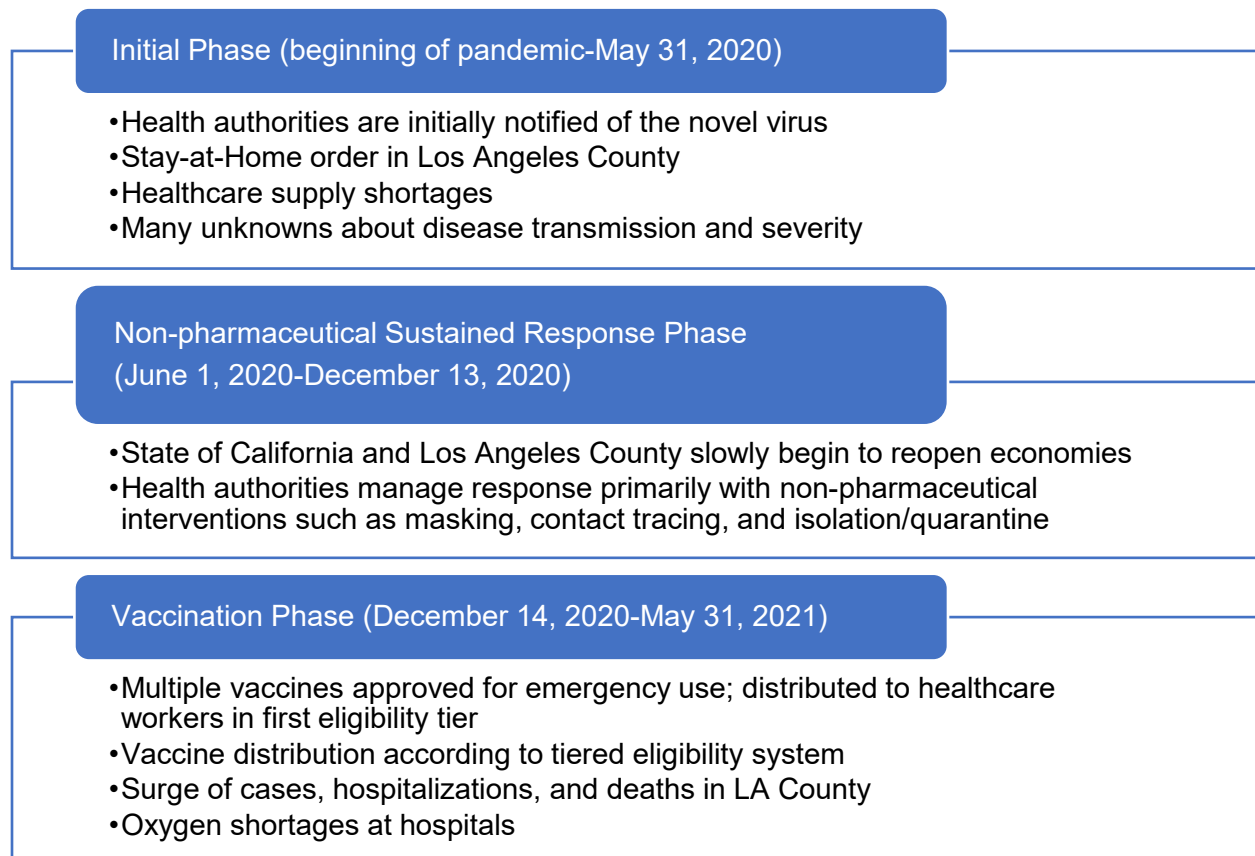 Initial Phase (beginning of pandemic-May 31, 2020)
•Health authorities are initially notified of the novel virus
•Stay-at-Home order in Los Angeles County
•Healthcare supply shortages
•Many unknowns about disease transmission and severity
Non-pharmaceutical Sustained Response Phase
(June 1, 2020-December 13, 2020)
•State of California and Los Angeles County slowly begin to reopen economies
•Health authorities manage response primarily with non-pharmaceutical
interventions such as masking, contact tracing, and isolation/quarantine
Vaccination Phase (December 14, 2020-May 31, 2021)
•Multiple vaccines approved for emergency use; distributed to healthcare
workers in first eligibility tier
•Vaccine distribution according to tiered eligibility system
•Surge of cases, hospitalizations, and deaths in LA County
•Oxygen shortages at hospitals